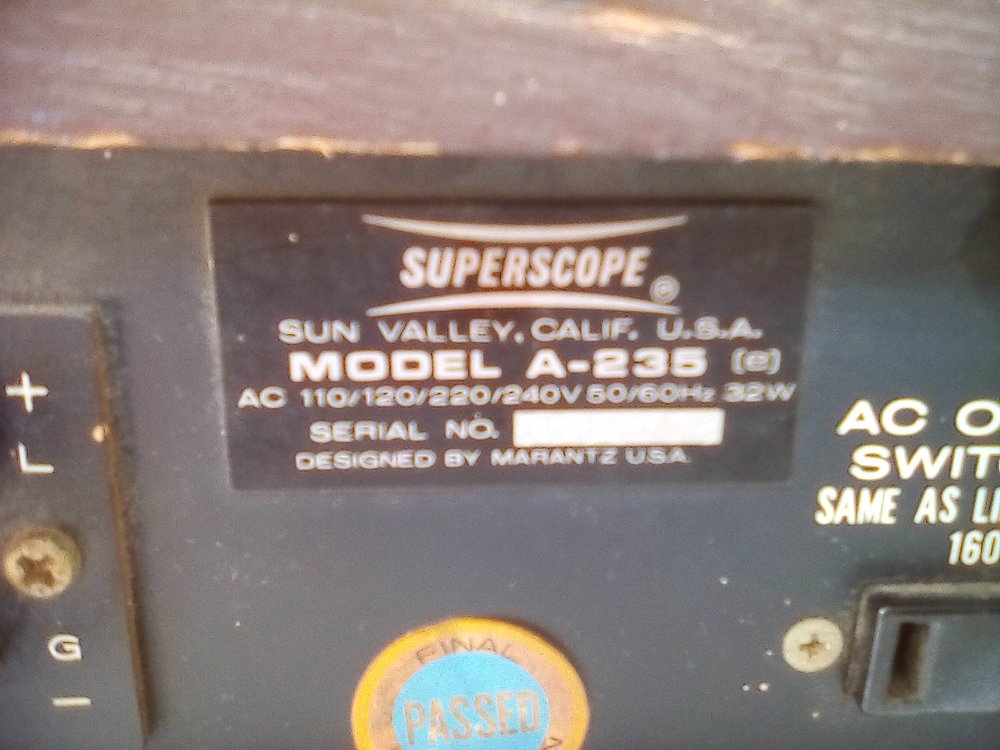 SUPERSCOPE ®
SUN VALLEY, CALIF. U.S.A.
MODEL A-235 (e)
AC 110/120/220/240V 50/60Hz 32W
SERIAL NO.
DESIGNED BY MARANTZ U.S.A.
+
L
G
−
AC O
SWIT
SAME AS LI
160
FINAL
PASSED